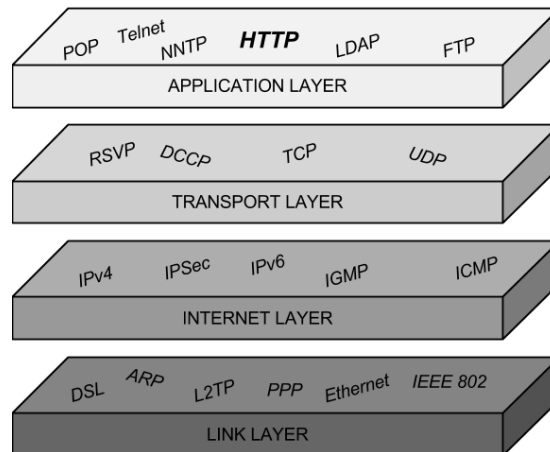 POP Telnet NNTP HTTP LDAP FTP
APPLICATION LAYER
RSVP DCCP TCP UDP
TRANSPORT LAYER
IPv4 IPSec IPv6 IGMP ICMP
INTERNET LAYER
DSL ARP L2TP PPP Ethernet IEEE 802
LINK LAYER